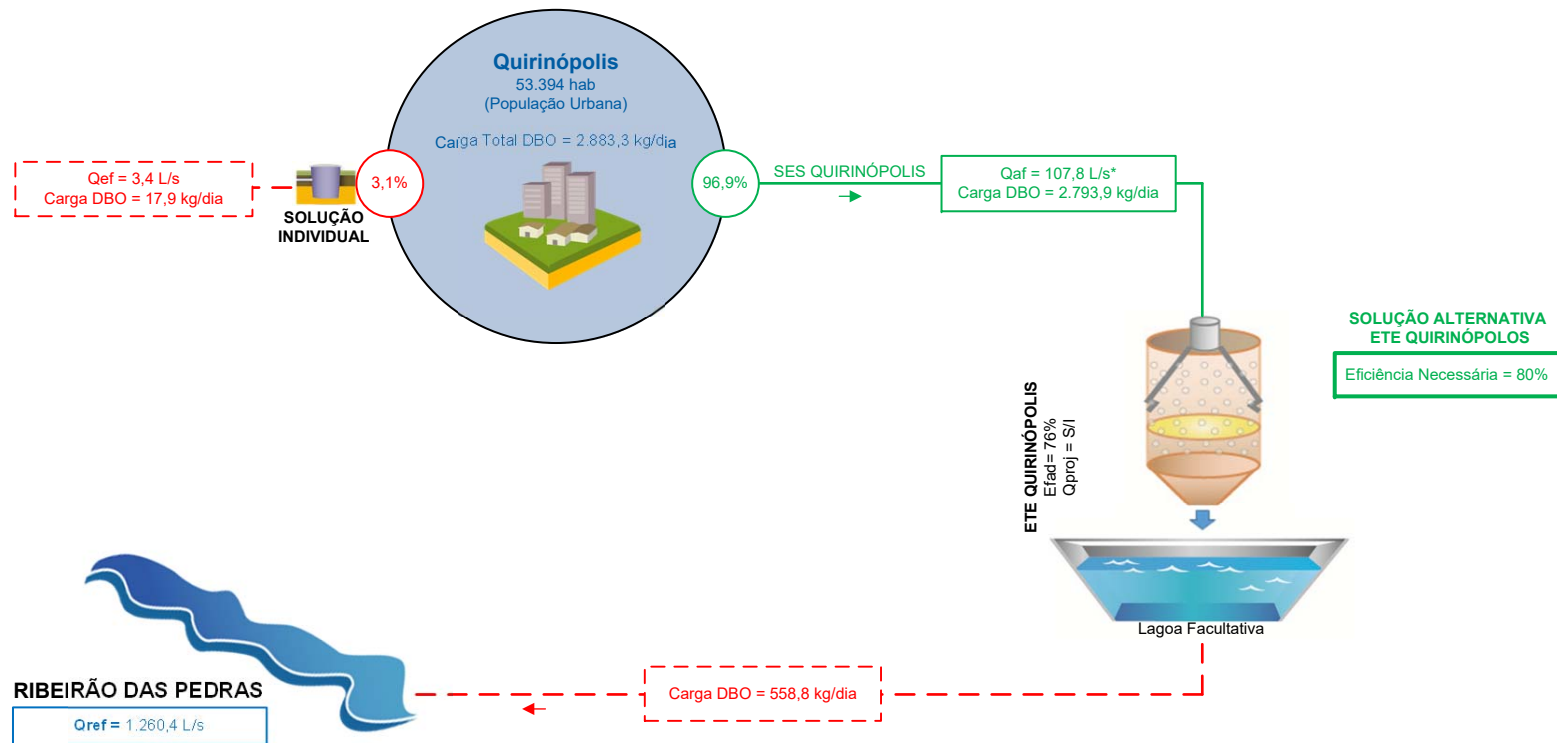 Quirinópolis
53.394 hab
(População Urbana)
Carga Total DBO = 2.883,3 kg/dia
Qef = 3,4 L/s
Carga DBO = 17,9 kg/dia
SOLUÇÃO
INDIVIDUAL
3,1%
96,9%
SES QUIRINÓPOLIS
Qaf = 107,8 L/s*
Carga DBO = 2.793,9 kg/dia
SOLUÇÃO ALTERNATIVA
ETE QUIRINÓPOLOS
Eficiência Necessária = 80%
ETE QUIRINÓPOLIS
Efad= 76%
Qproj = S/I
Lagoa Facultativa
Carga DBO = 558,8 kg/dia
RIBEIRÃO DAS PEDRAS
Qref = 1.260,4 L/s